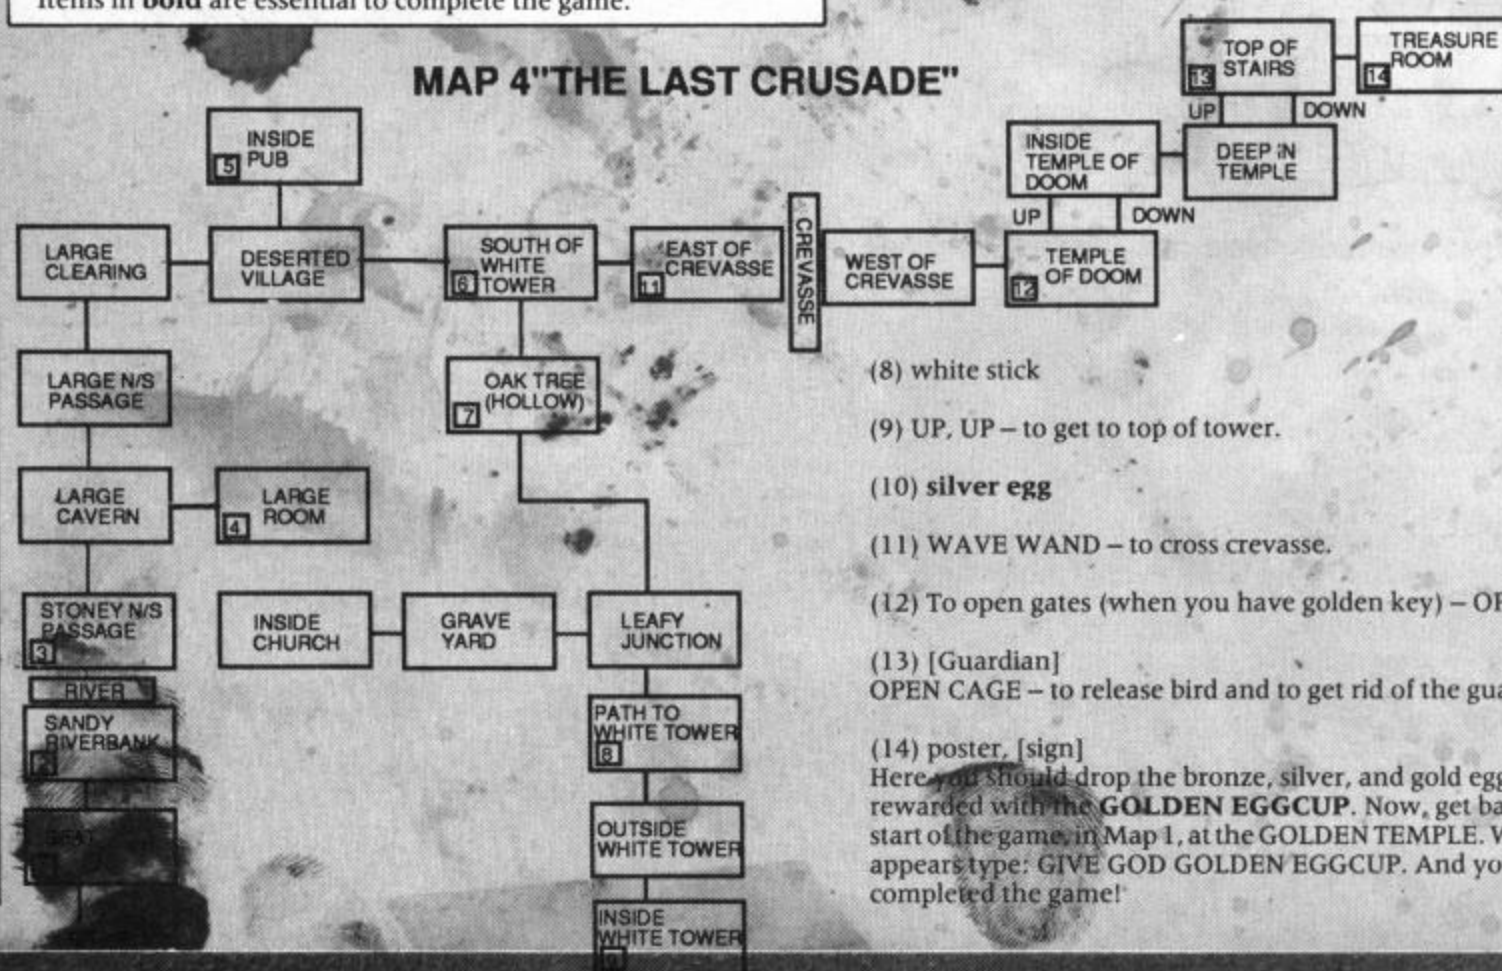 Items in bold are essential to complete the game.
MAP 4"THE LAST CRUSADE"
13 TOP OF
STAIRS
14 TREASURE
ROOM
UP DOWN
5 INSIDE
PUB
INSIDE
TEMPLE OF
DOOM
DEEP IN
TEMPLE
UP DOWN
LARGE
CLEARING
DESERTED
VILLAGE
6 SOUTH OF
WHITE
TOWER
11 EAST OF
CREVASSE
CREVASSE
WEST OF
CREVASSE
12 TEMPLE
OF DOOM
LARGE N/S
PASSAGE
7 OAK TREE
(HOLLOW)
LARGE
CAVERN
4 LARGE
ROOM
STONEY N/S
PASSAGE
3
INSIDE
CHURCH
GRAVE
YARD
LEAFY
JUNCTION
RIVER
SANDY
RIVERBANK
2
PATH TO
WHITE TOWER
8
OUTSIDE
WHITE TOWER
INSIDE
WHITE TOWER
9
(8) white stick
(9) UP, UP – to get to top of tower.
(10) silver egg
(11) WAVE WAND – to cross crevasse.
(12) To open gates (when you have golden key) –
(13) [Guardian]
OPEN CAGE – to release bird and to get rid of the
(14) poster, [sign]
Here you should drop the bronze, silver, and gold
rewarded with the GOLDEN EGGCUP. Now, get
start of the game, in Map 1, at the GOLDEN TEMPLE.
appears type: GIVE GOD GOLDEN EGGCUP. And
completed the game!